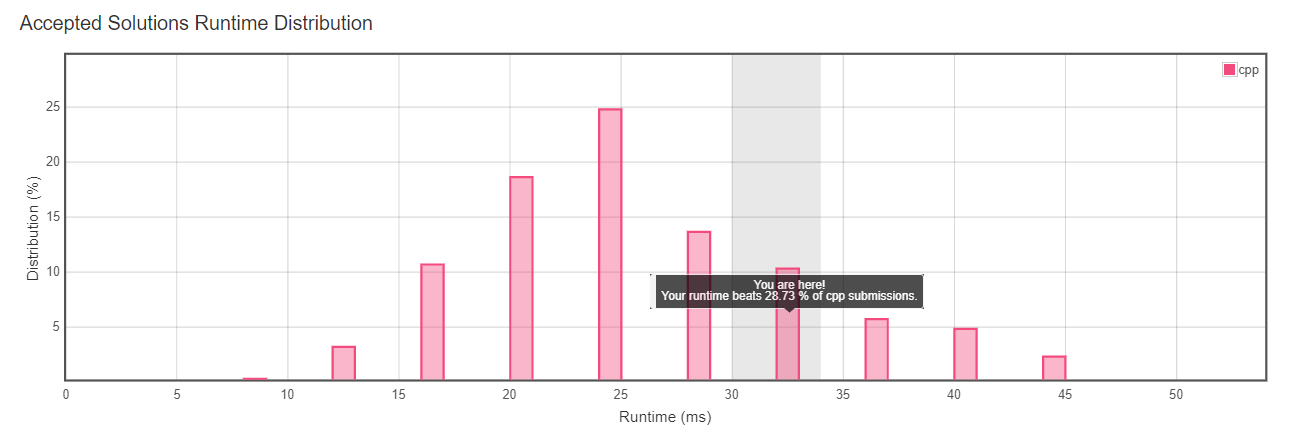 Accepted Solutions Runtime Distribution
cpp
25
20
15
10
5
Distribution (%)
You are here!
Your runtime beats 28.73 % of cpp submissions.
0 5 10 15 20 25 30 35 40 45 50
Runtime (ms)